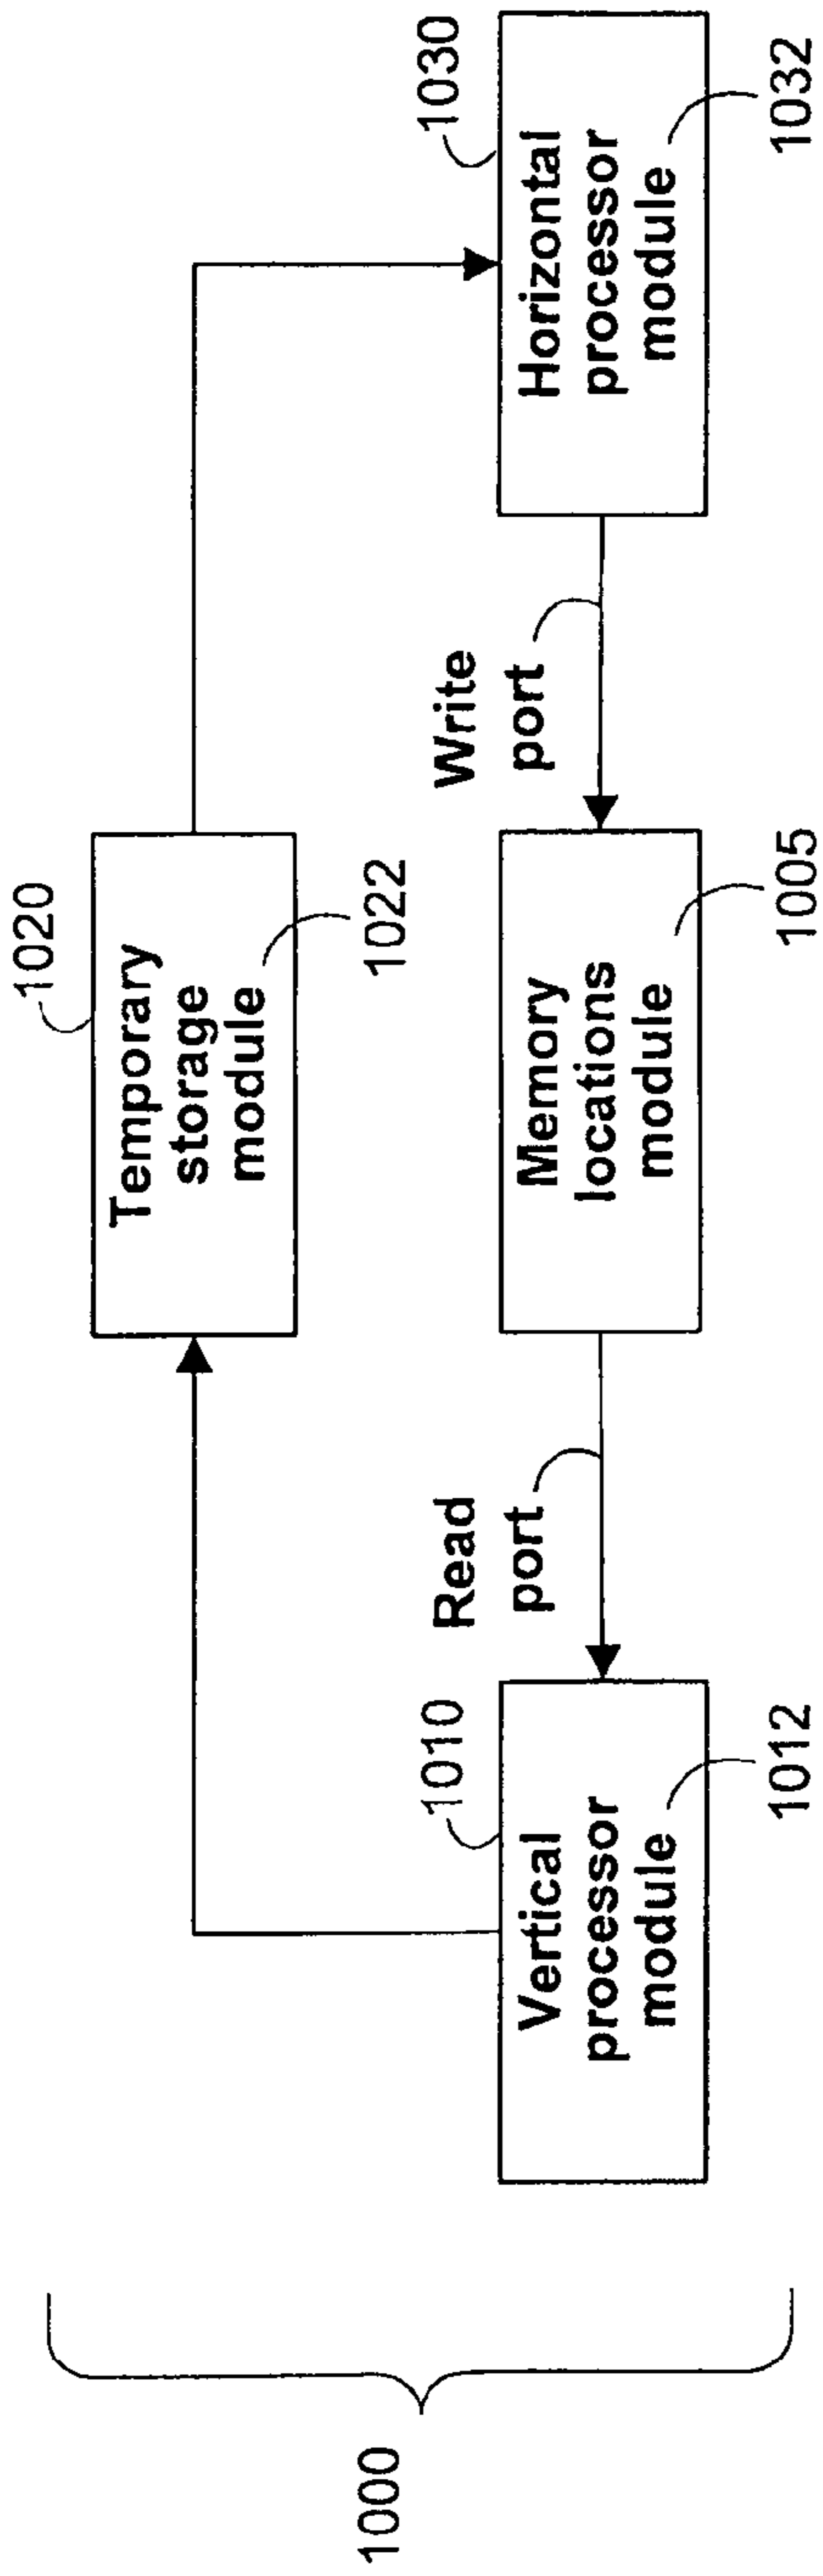 1000
1020
Temporary
storage
module
1022
1010
Vertical
processor
module
1012
Read
port
Memory
locations
module
1005
Write
port
1030
Horizontal
processor
module
1032